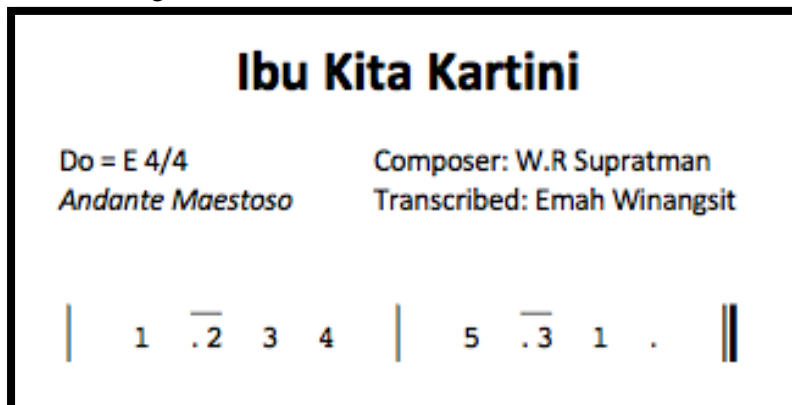 Ibu Kita Kartini
Do = E 4/4 Composer: W.R Supratman
Andante Maestoso Transcribed: Emah Winangsit
| 1 .2 3 4 | 5 .3 1 . ||